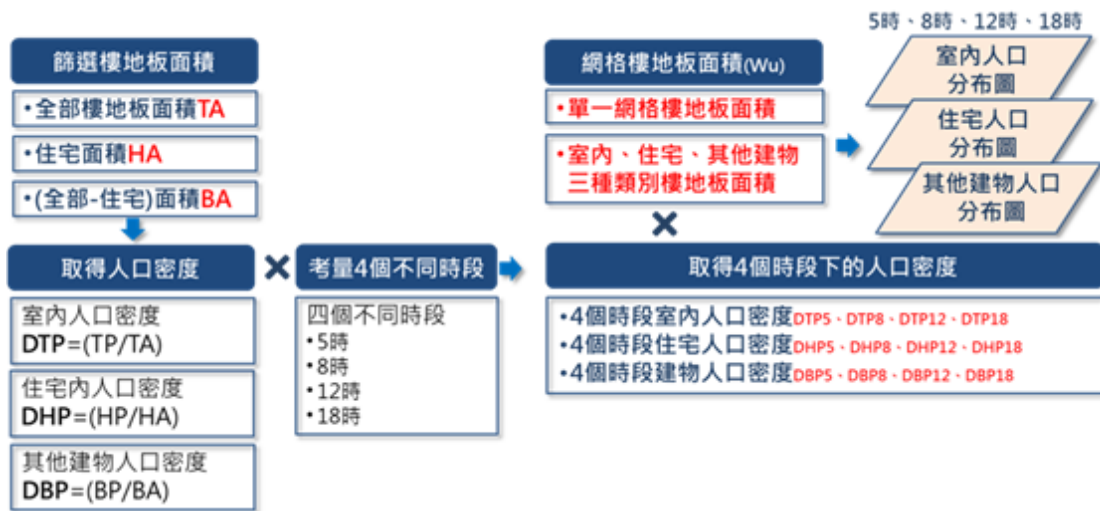 篩選樓地板面積
•全部樓地板面積TA
•住宅面積HA
•(全部-住宅)面積BA
取得人口密度
室內人口密度
DTP=(TP/TA)
住宅內人口密度
DHP=(HP/HA)
其他建物人口密度
DBP=(BP/BA)
×
考量4個不同時段
四個不同時段
•5時
•8時
•12時
•18時
網格樓地板面積(Wu)
•單一網格樓地板面積
•室內、住宅、其他建物
三種類別樓地板面積
×
取得4個時段下的人口密度
•4個時段室內人口密度DTP5、DTP8、DTP12、DTP18
•4個時段住宅人口密度DHP5、DHP8、DHP12、DHP18
•4個時段建物人口密度DBP5、DBP8、DBP12、DBP18
5時、8時、12時、18時
室內人口
分布圖
住宅人口
分布圖
其他建物人口
分布圖